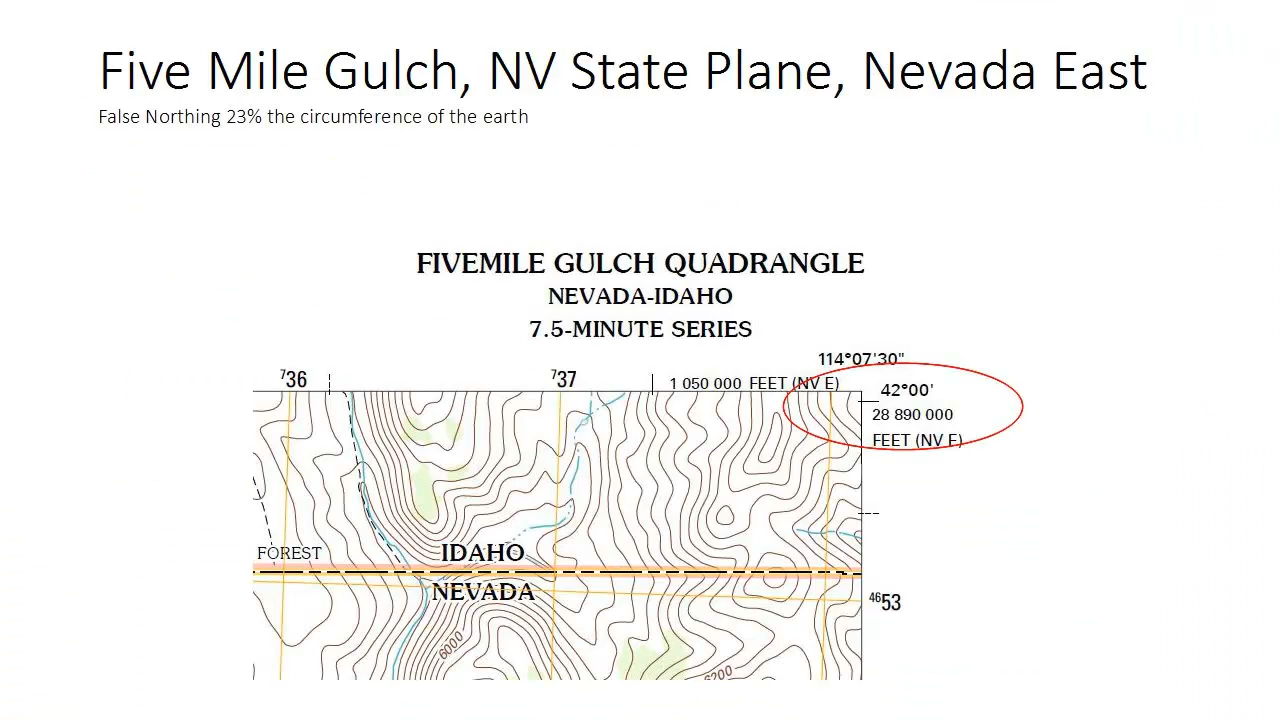 Five Mile Gulch, NV State Plane, Nevada East
False Northing 23% the circumference of the earth
FIVEMILE GULCH QUADRANGLE
NEVADA-IDAHO
7.5-MINUTE SERIES
114°07'30"
⁷36
⁷37
1 050 000 FEET (NV E)
42°00'
28 890 000
FEET (NV E)
FOREST
IDAHO
NEVADA
⁴⁶53
6000
6200